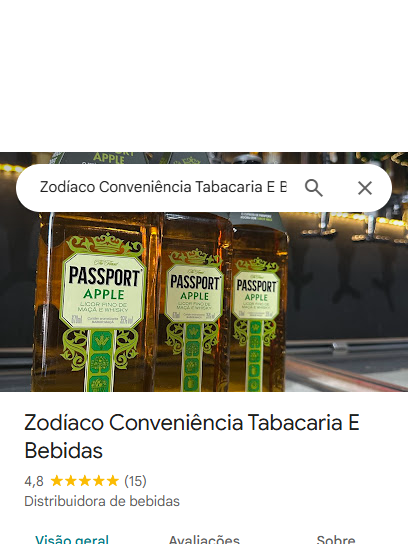 Zodíaco Conveniência Tabacaria E B
PASSPORT
APPLE
LICOR FINO DE
MAÇÃ E WHISKY
PASSPORT
APPLE
LICOR FINO DE
MAÇÃ E WHISKY
PASSPORT
APPLE
Zodíaco Conveniência Tabacaria E
Bebidas
4,8 ★★★★★ (15)
Distribuidora de bebidas
Visão geral Avaliações Sobre